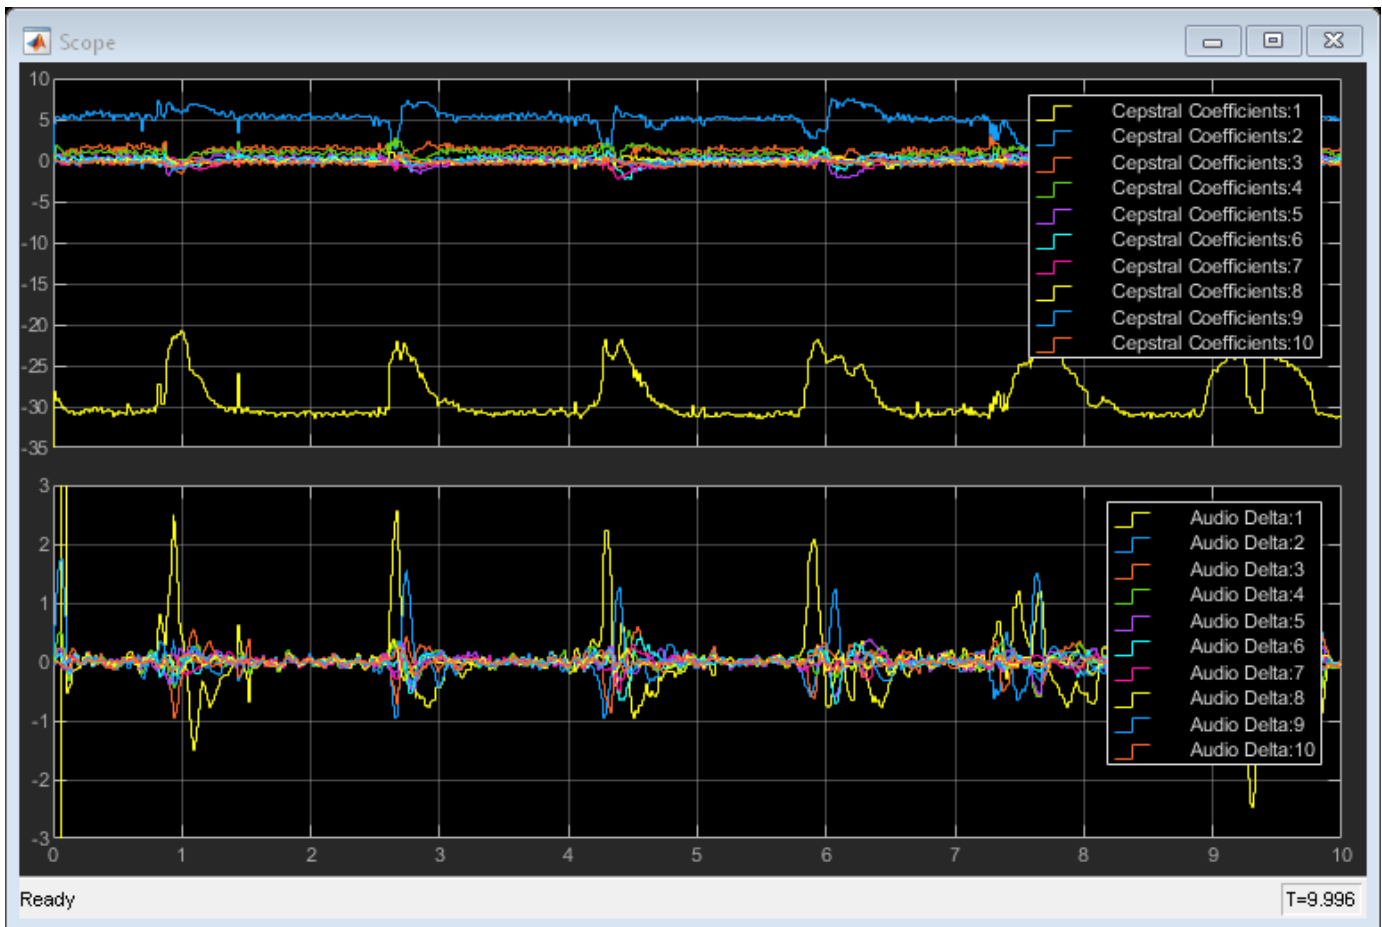 Scope
10
5
0
-5
-10
-15
-20
-25
-30
-35
Cepstral Coefficients:1
Cepstral Coefficients:2
Cepstral Coefficients:3
Cepstral Coefficients:4
Cepstral Coefficients:5
Cepstral Coefficients:6
Cepstral Coefficients:7
Cepstral Coefficients:8
Cepstral Coefficients:9
Cepstral Coefficients:10
3
2
1
0
-1
-2
-3
Audio Delta:1
Audio Delta:2
Audio Delta:3
Audio Delta:4
Audio Delta:5
Audio Delta:6
Audio Delta:7
Audio Delta:8
Audio Delta:9
Audio Delta:10
0 1 2 3 4 5 6 7 8 9 10
Ready T=9.996